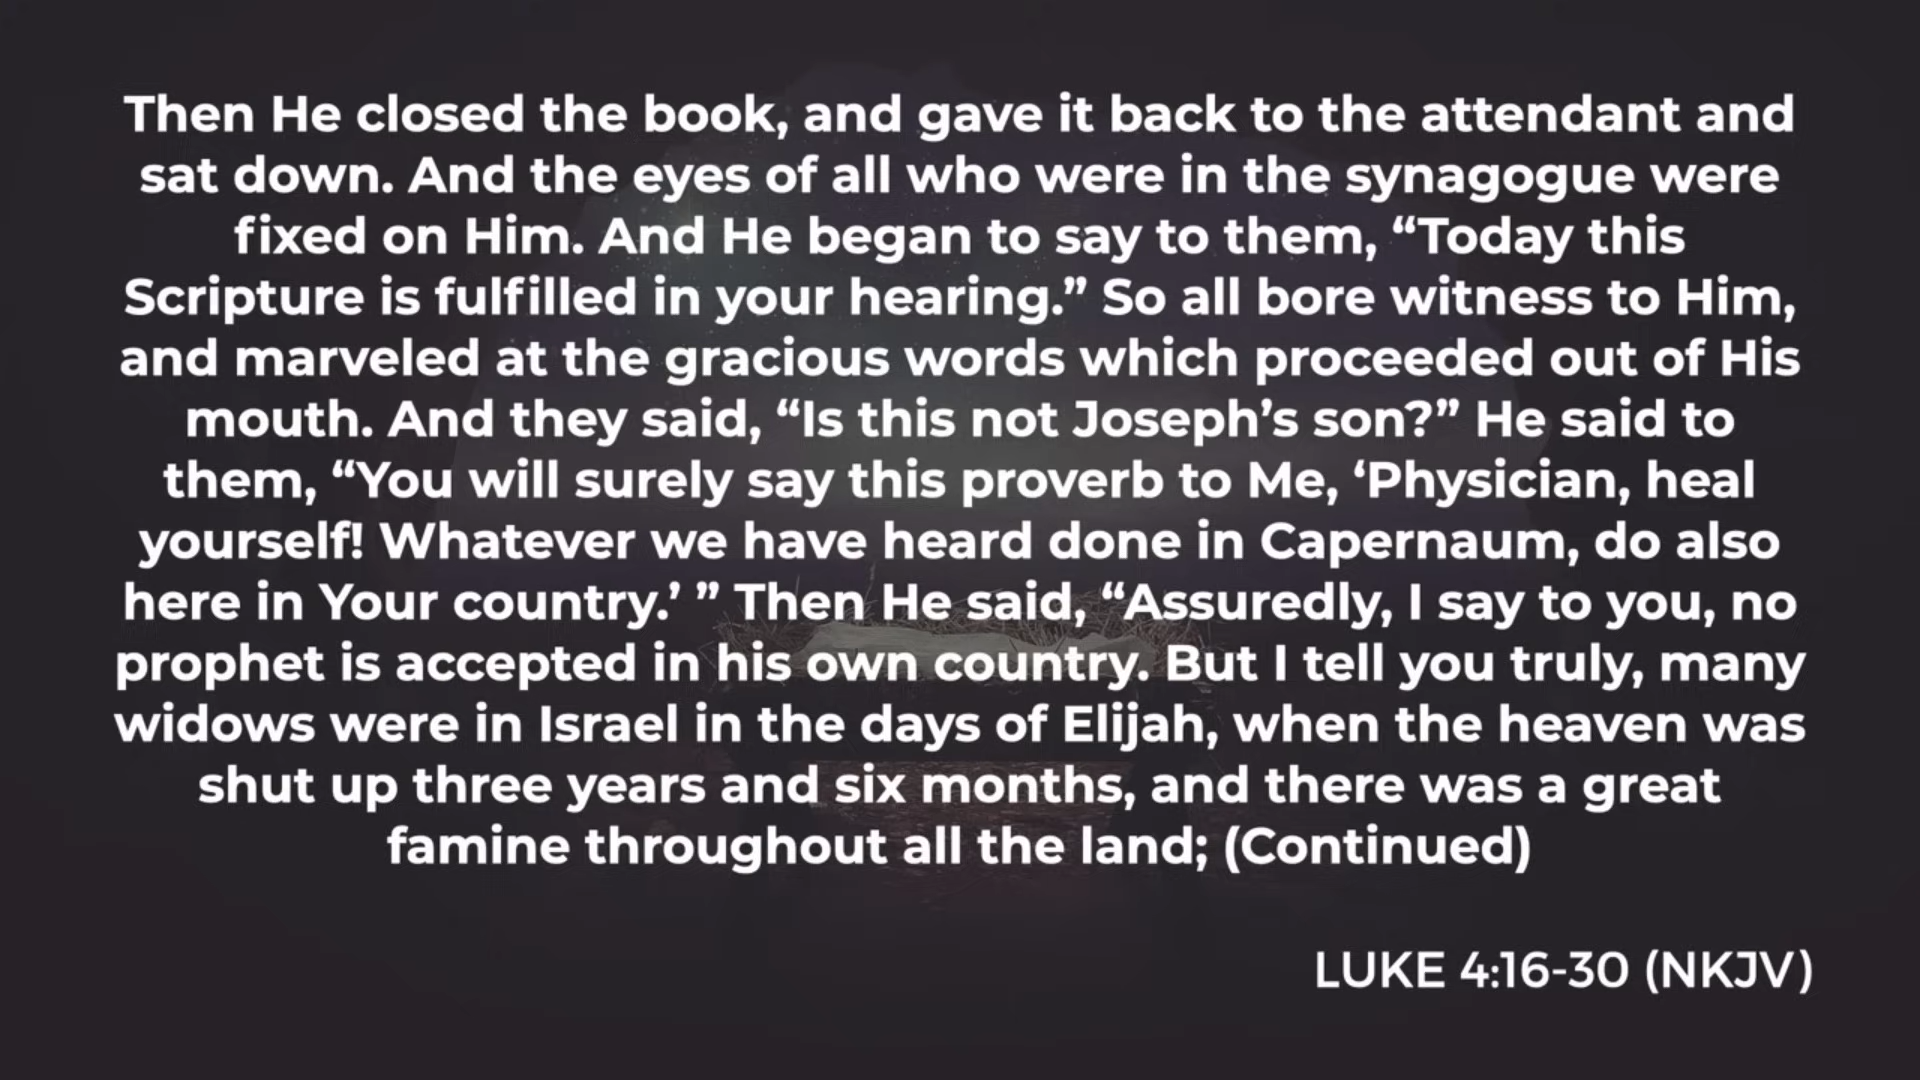 Then He closed the book, and gave it back to the attendant and
sat down. And the eyes of all who were in the synagogue were
fixed on Him. And He began to say to them, “Today this
Scripture is fulfilled in your hearing.” So all bore witness to Him,
and marveled at the gracious words which proceeded out of His
mouth. And they said, “Is this not Joseph’s son?” He said to
them, “You will surely say this proverb to Me, ‘Physician, heal
yourself! Whatever we have heard done in Capernaum, do also
here in Your country.’ ” Then He said, “Assuredly, I say to you, no
prophet is accepted in his own country. But I tell you truly, many
widows were in Israel in the days of Elijah, when the heaven was
shut up three years and six months, and there was a great
famine throughout all the land; (Continued)
LUKE 4:16-30 (NKJV)